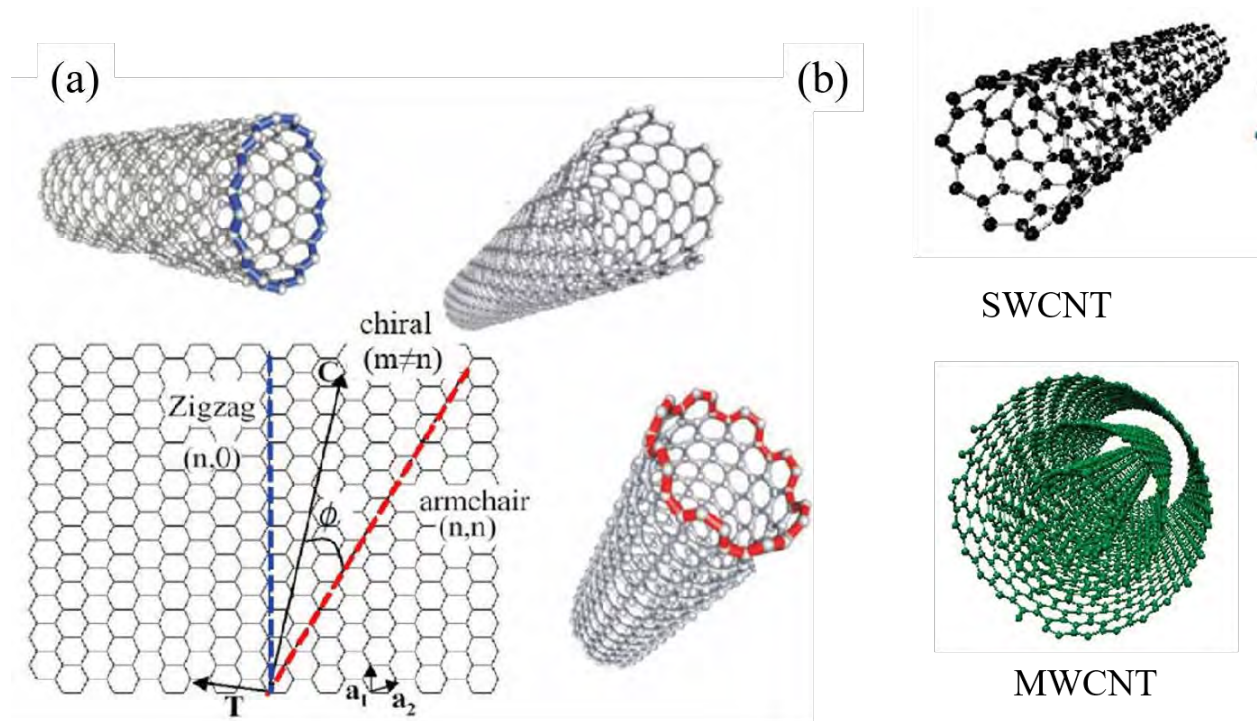 (a)
(b)
chiral
(m≠n)
C
Zigzag
(n,0)
ϕ
armchair
(n,n)
T
a₁
a₂
SWCNT
MWCNT